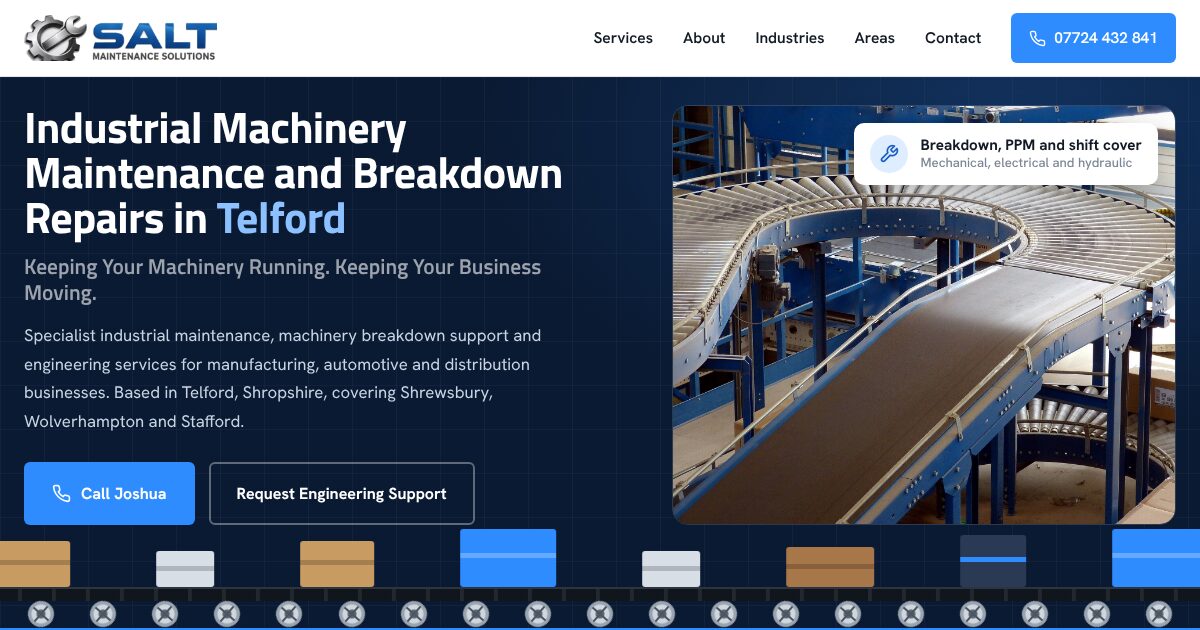 SALT
MAINTENANCE SOLUTIONS
Services
About
Industries
Areas
Contact
07724 432 841
Industrial Machinery
Maintenance and Breakdown
Repairs in Telford
Keeping Your Machinery Running. Keeping Your Business
Moving.
Specialist industrial maintenance, machinery breakdown support and
engineering services for manufacturing, automotive and distribution
businesses. Based in Telford, Shropshire, covering Shrewsbury,
Wolverhampton and Stafford.
Call Joshua
Request Engineering Support
Breakdown, PPM and shift cover
Mechanical, electrical and hydraulic